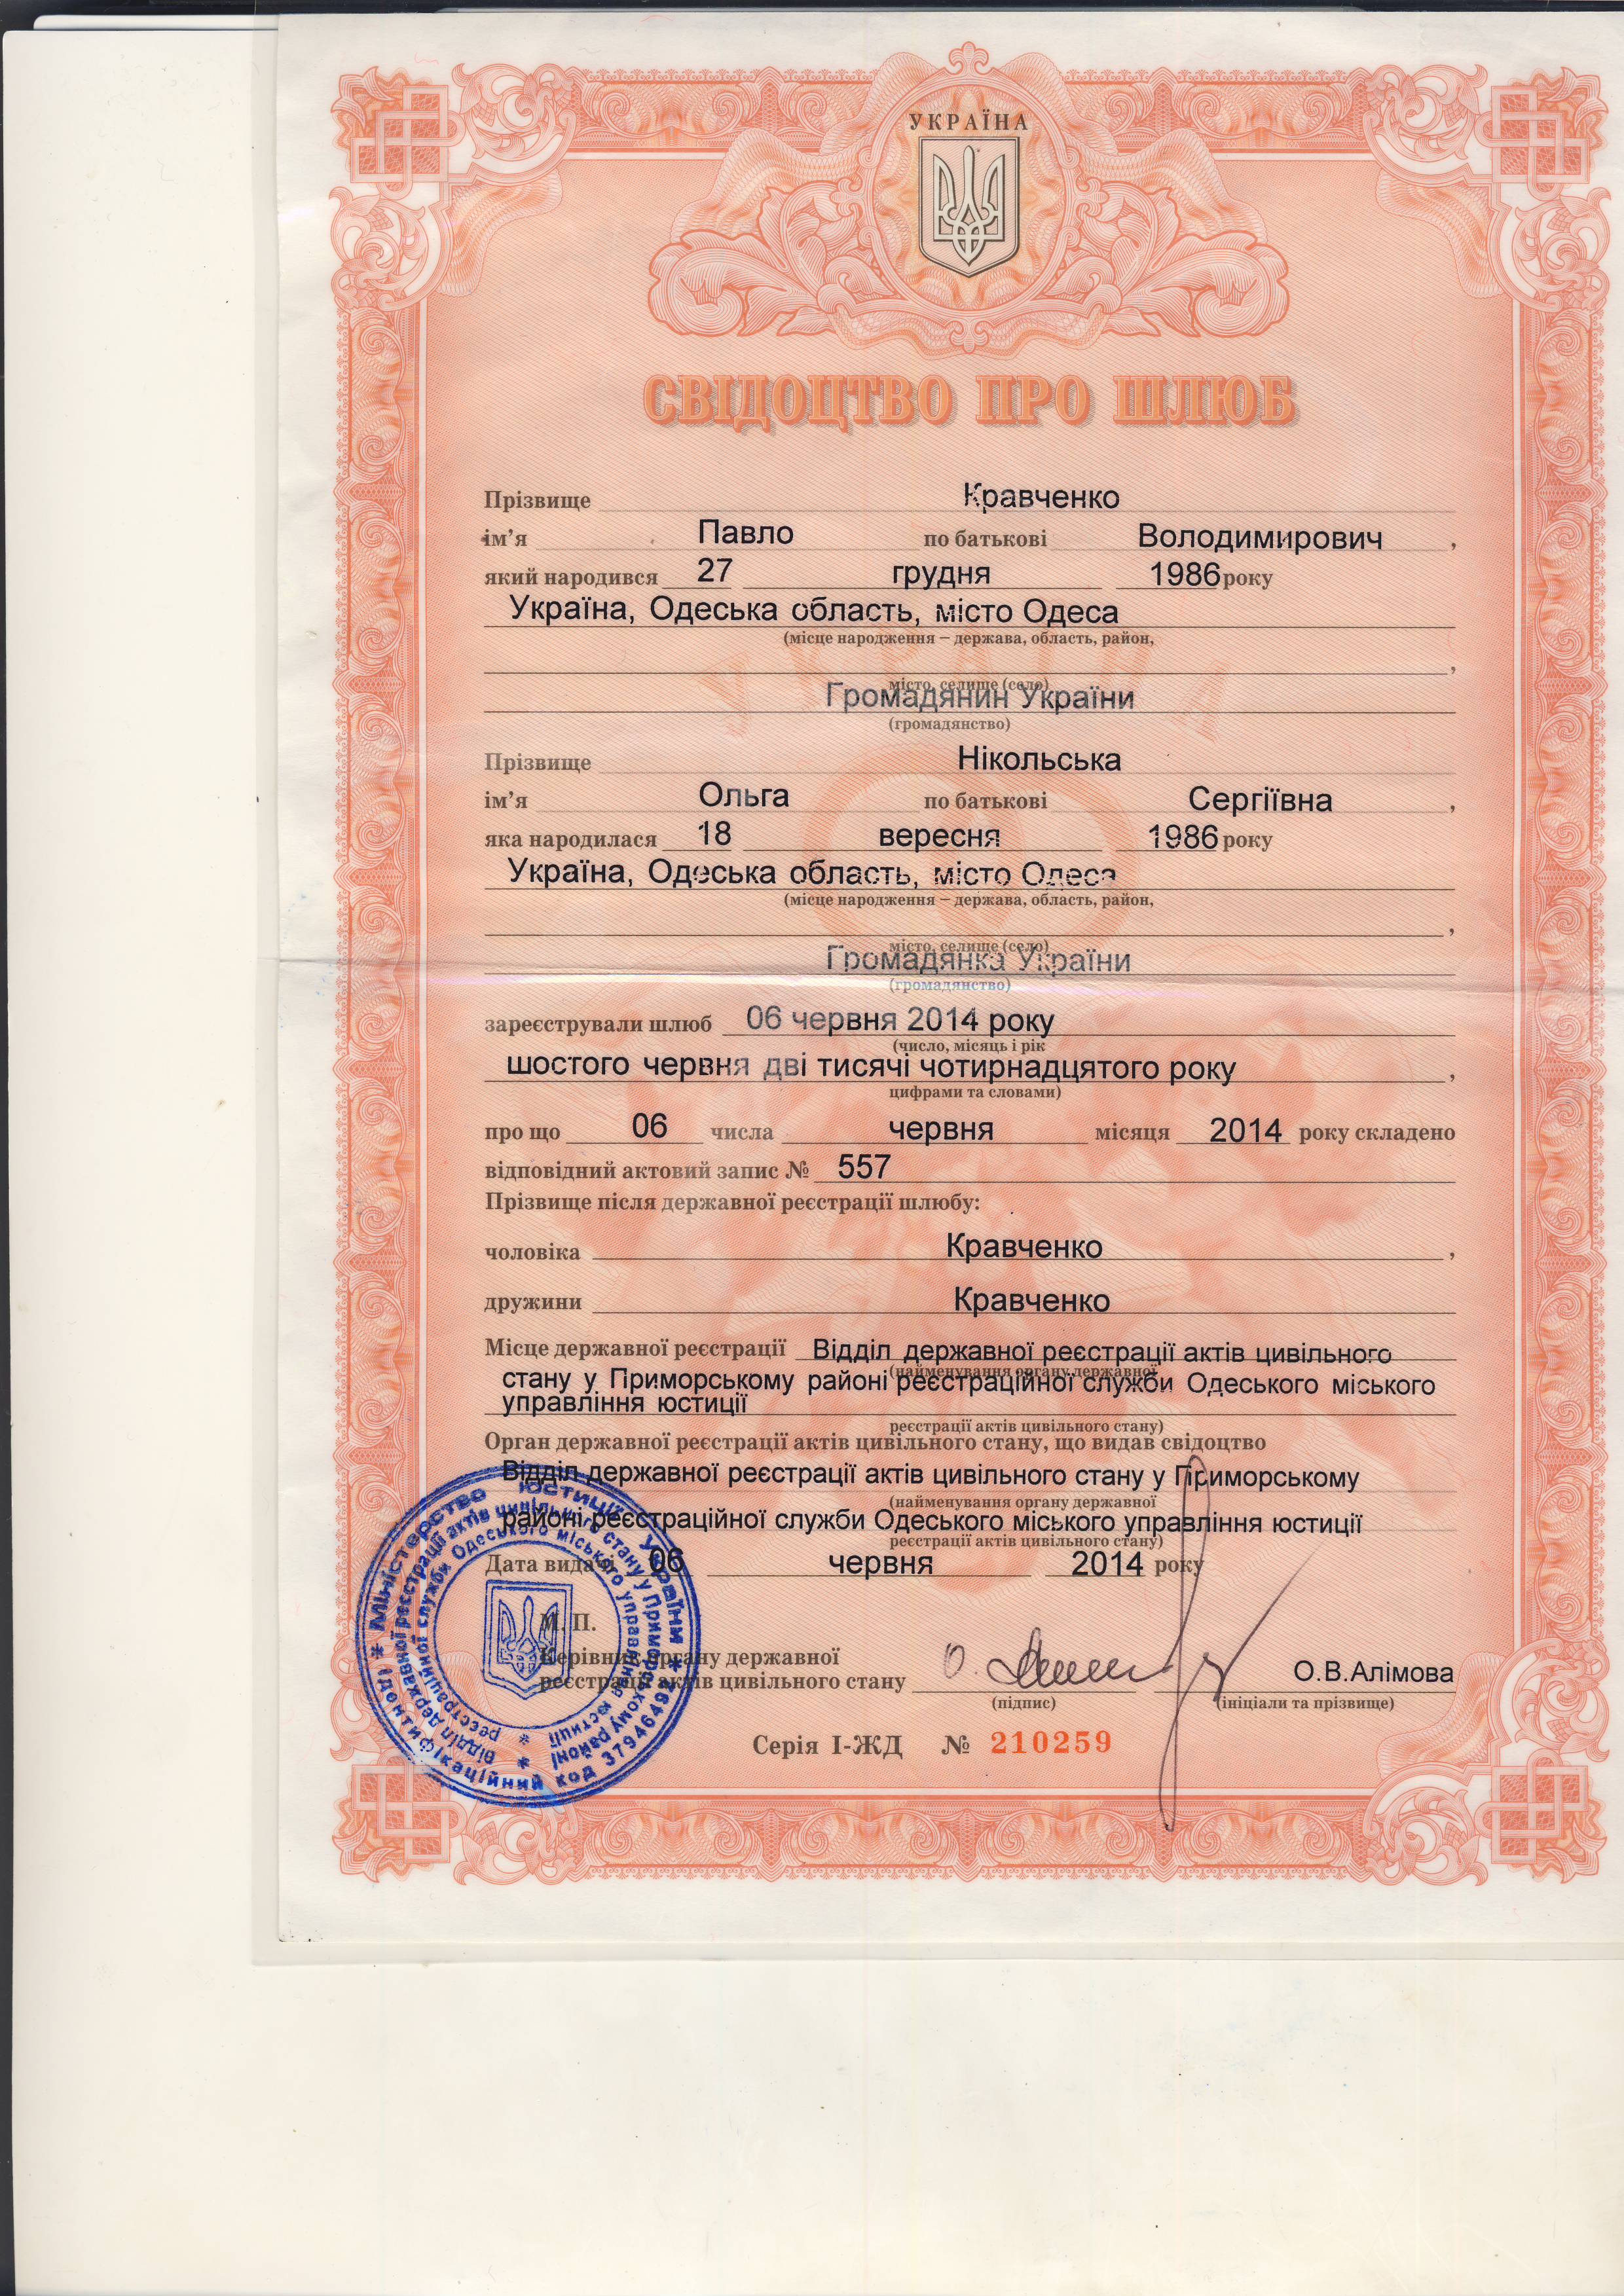 УКРАЇНА
СВІДОЦТВО ПРО ШЛЮБ
Прізвище Кравченко
ім’я Павло по батькові Володимирович ,
який народився 27 грудня 1986 року
Україна, Одеська область, місто Одеса
(місце народження – держава, область, район,
,
місто, селище (село)
Громадянин України
(громадянство)
Прізвище Нікольська
ім’я Ольга по батькові Сергіївна ,
яка народилася 18 вересня 1986 року
Україна, Одеська область, місто Одеса
(місце народження – держава, область, район,
,
місто, селище (село)
Громадянка України
(громадянство)
зареєстрували шлюб 06 червня 2014 року
(число, місяць і рік
шостого червня дві тисячі чотирнадцятого року ,
цифрами та словами)
про що 06 числа червня місяця 2014 року складено
відповідний актовий запис № 557
Прізвище після державної реєстрації шлюбу:
чоловіка Кравченко ,
дружини Кравченко
Місце державної реєстрації Відділ державної реєстрації актів цивільного
(найменування органу державної
стану у Приморському районі реєстраційної служби Одеського міського
управління юстиції
реєстрації актів цивільного стану)
Орган державної реєстрації актів цивільного стану, що видав свідоцтво
Відділ державної реєстрації актів цивільного стану у Приморському
(найменування органу державної
районі реєстраційної служби Одеського міського управління юстиції
реєстрації актів цивільного стану)
Дата видачі 06 червня 2014 року
М. П.
Керівник органу державної
реєстрації актів цивільного стану О.В.Алімова
(підпис) (ініціали та прізвище)
Серія І-ЖД № 210259
* Міністерство юстиції України * Ідентифікаційний код 37946497
Відділ державної реєстрації актів цивільного стану у Приморському районі *
реєстраційної служби Одеського міського управління юстиції *
УКРАЇНА